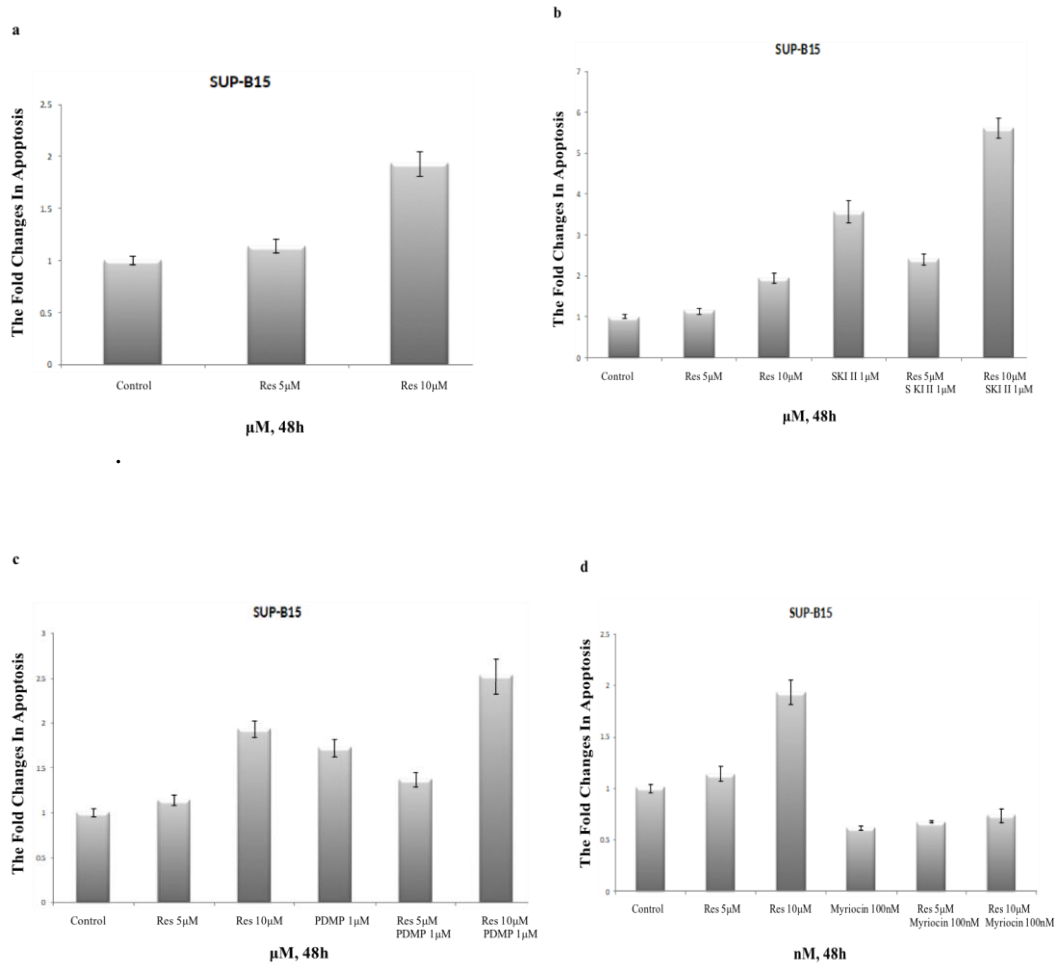 a
SUP-B15
The Fold Changes In Apoptosis
2.5
2
1.5
1
0.5
0
Control
Res 5µM
Res 10µM
µM, 48h
.
b
SUP-B15
The Fold Changes In Apoptosis
7
6
5
4
3
2
1
0
Control
Res 5µM
Res 10µM
SKI II 1µM
Res 5µM
S KI II 1µM
Res 10µM
SKI II 1µM
µM, 48h
c
SUP-B15
The Fold Changes In Apoptosis
3
2.5
2
1.5
1
0.5
0
Control
Res 5µM
Res 10µM
PDMP 1µM
Res 5µM
PDMP 1µM
Res 10µM
PDMP 1µM
µM, 48h
d
SUP-B15
The Fold Changes In Apoptosis
2.5
2
1.5
1
0.5
0
Control
Res 5µM
Res 10µM
Myriocin 100nM
Res 5µM
Myriocin 100nM
Res 10µM
Myriocin 100nM
nM, 48h